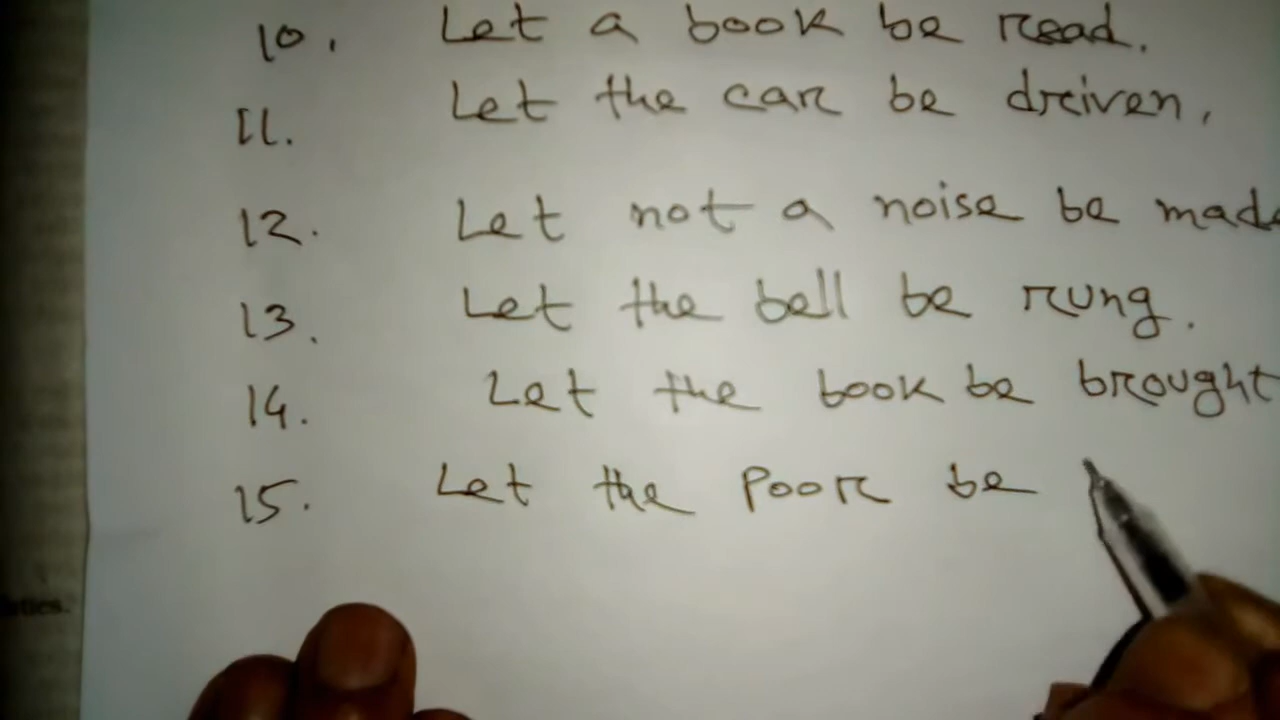 10. Let a book be read.
11. Let the car be driven.
12. Let not a noise be made
13. Let the bell be rung.
14. Let the book be brought
15. Let the poor be